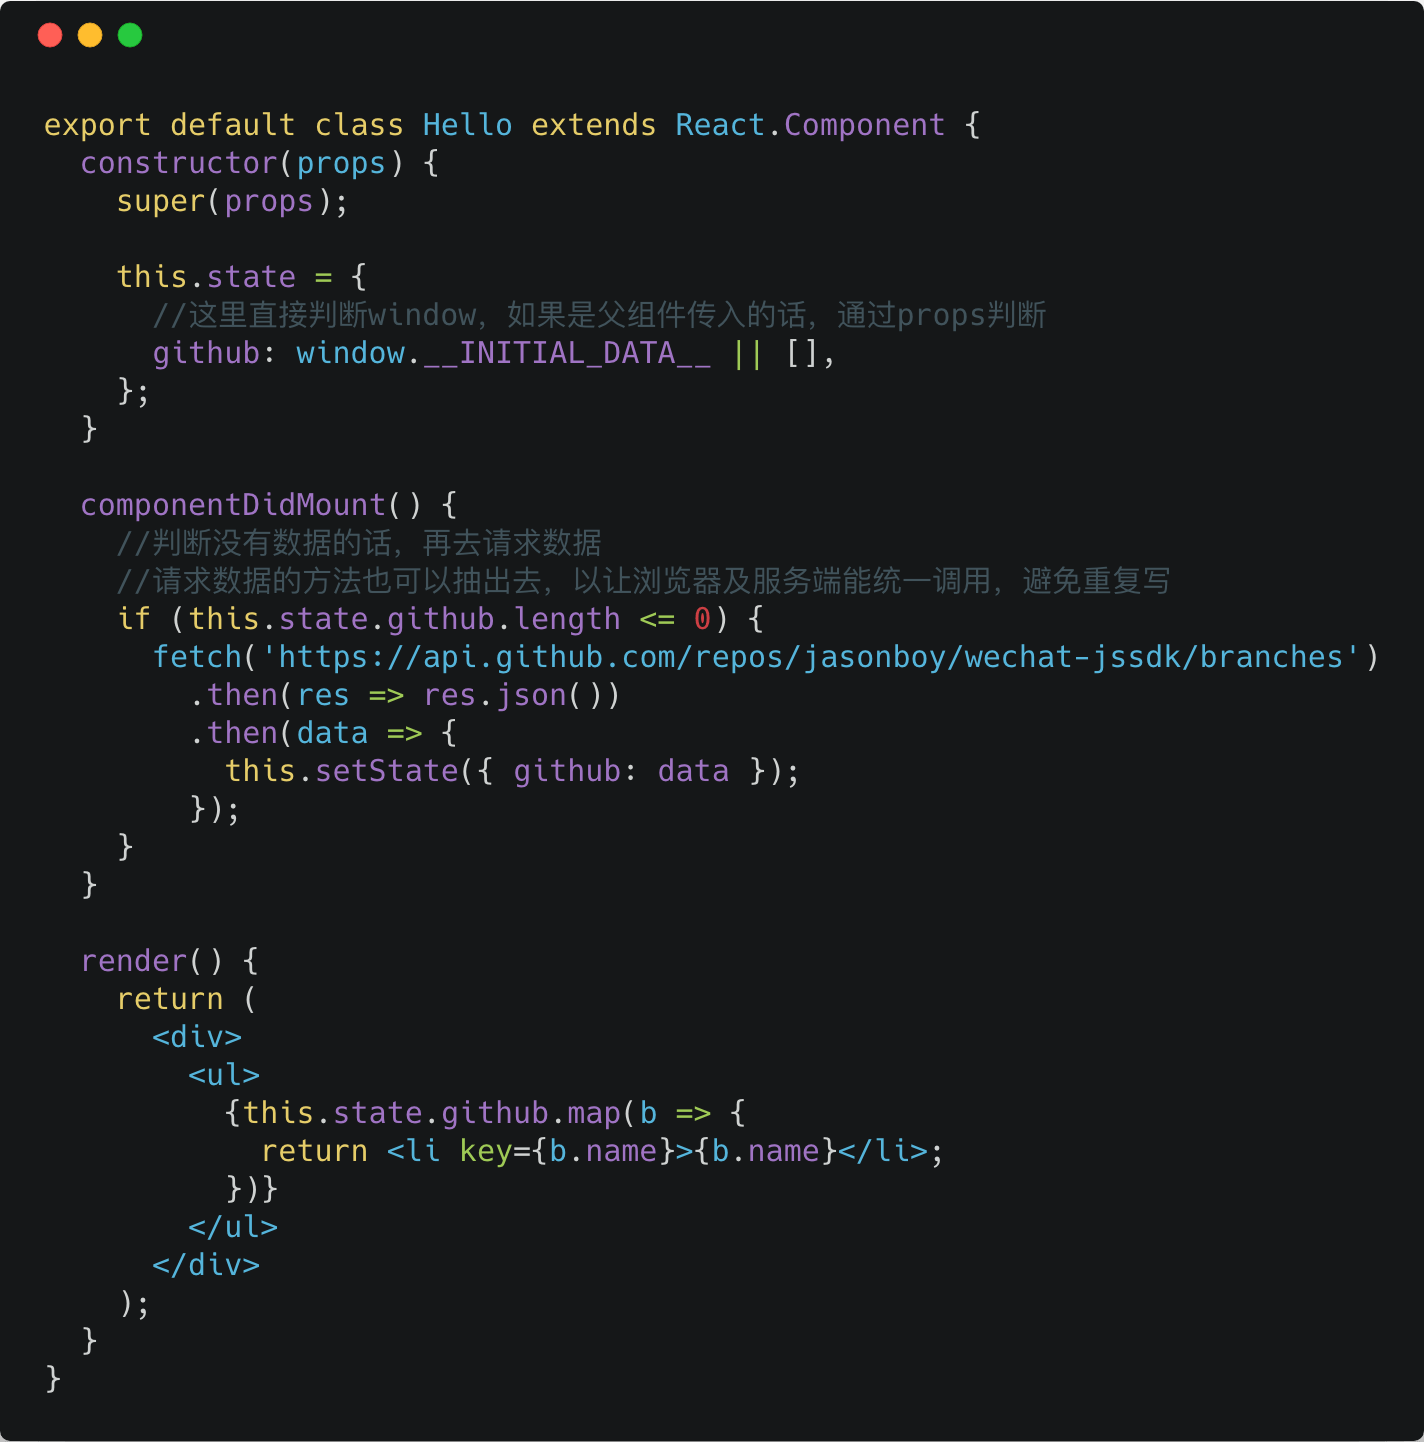 export default class Hello extends React.Component {
  constructor(props) {
    super(props);

    this.state = {
      //这里直接判断window，如果是父组件传入的话，通过props判断
      github: window.__INITIAL_DATA__ || [],
    };
  }

  componentDidMount() {
    //判断没有数据的话，再去请求数据
    //请求数据的方法也可以抽出去，以让浏览器及服务端能统一调用，避免重复写
    if (this.state.github.length <= 0) {
      fetch('https://api.github.com/repos/jasonboy/wechat-jssdk/branches')
        .then(res => res.json())
        .then(data => {
          this.setState({ github: data });
        });
    }
  }

  render() {
    return (
      <div>
        <ul>
          {this.state.github.map(b => {
            return <li key={b.name}>{b.name}</li>;
          })}
        </ul>
      </div>
    );
  }
}